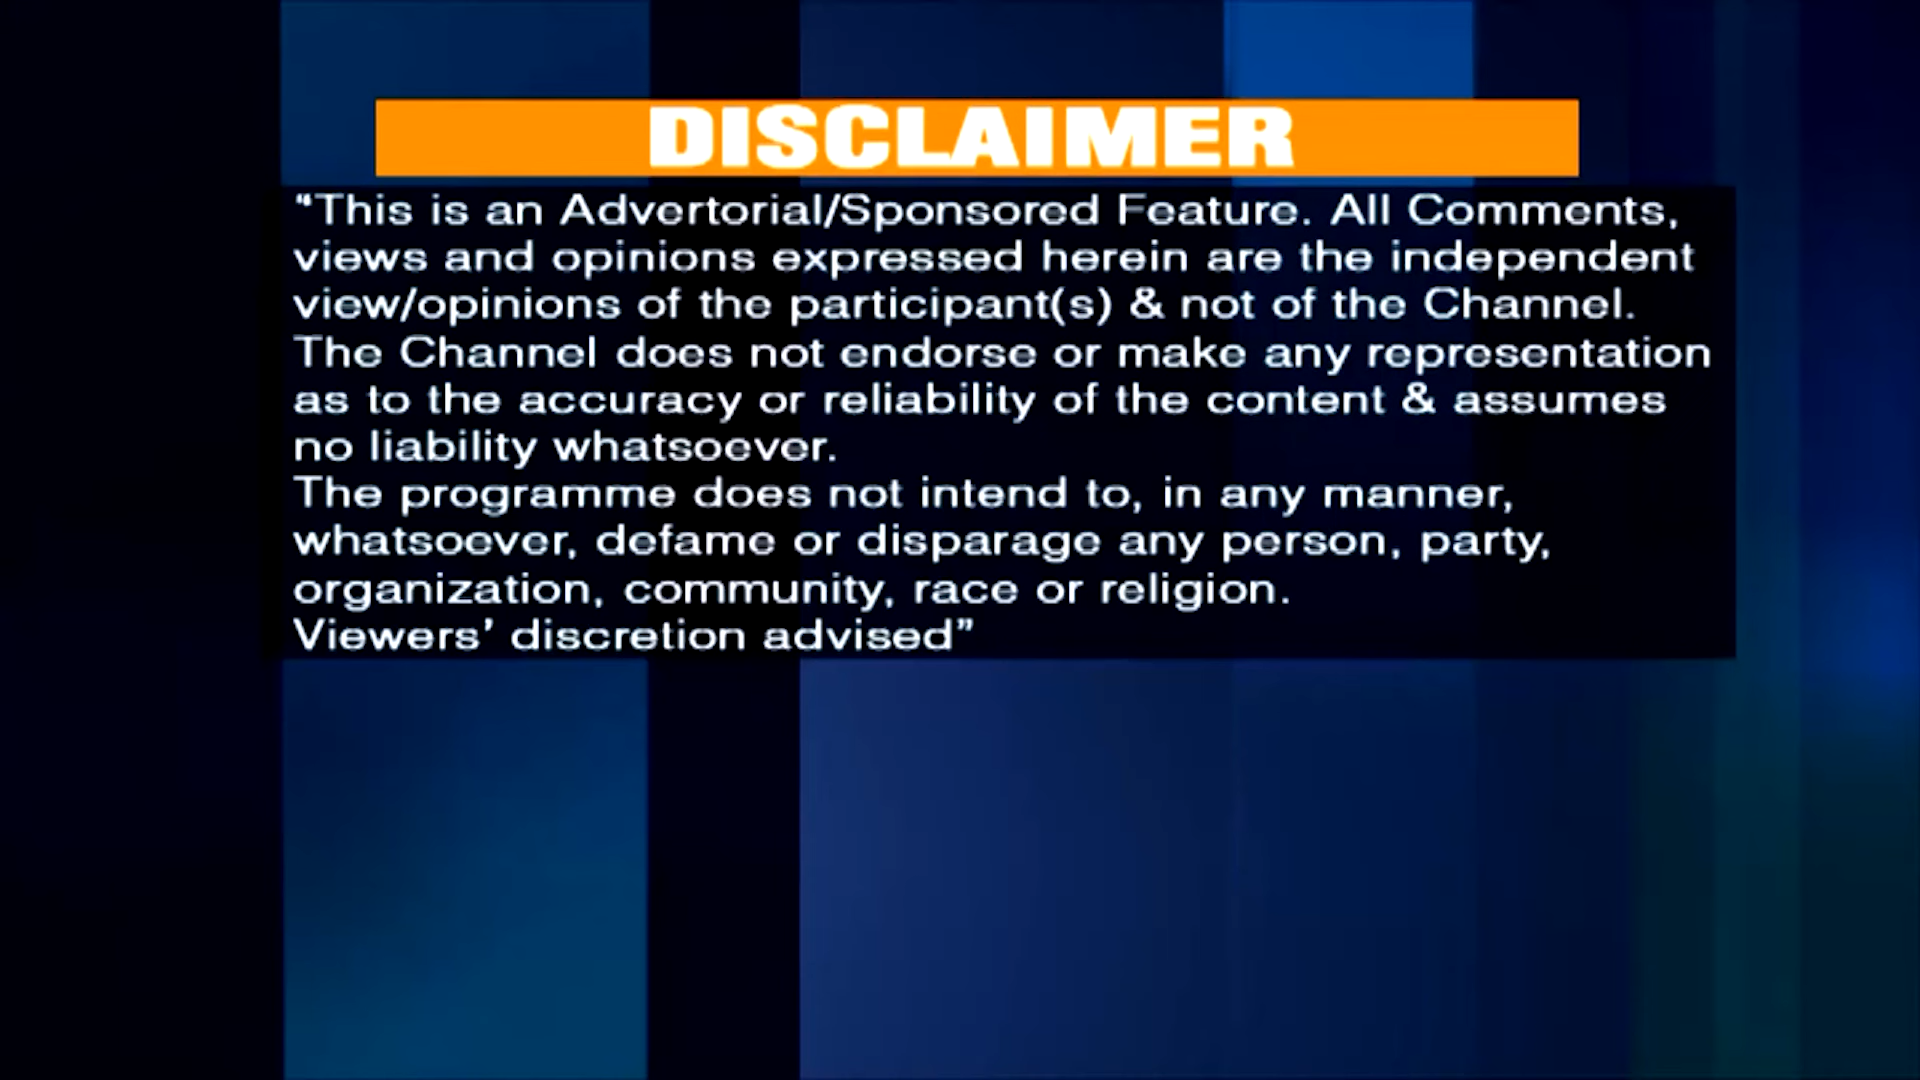 DISCLAIMER
“This is an Advertorial/Sponsored Feature. All Comments,
views and opinions expressed herein are the independent
view/opinions of the participant(s) & not of the Channel.
The Channel does not endorse or make any representation
as to the accuracy or reliability of the content & assumes
no liability whatsoever.
The programme does not intend to, in any manner,
whatsoever, defame or disparage any person, party,
organization, community, race or religion.
Viewers’ discretion advised”